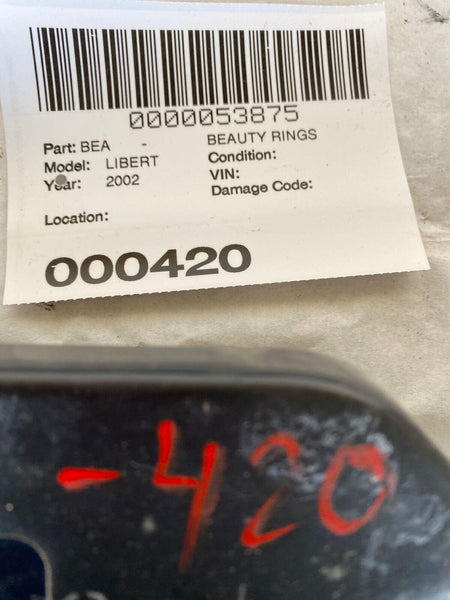 0000053875
Part: BEA - BEAUTY RINGS
Model: LIBERT Condition:
Year: 2002 VIN:
Damage Code:
Location:
000420
-420